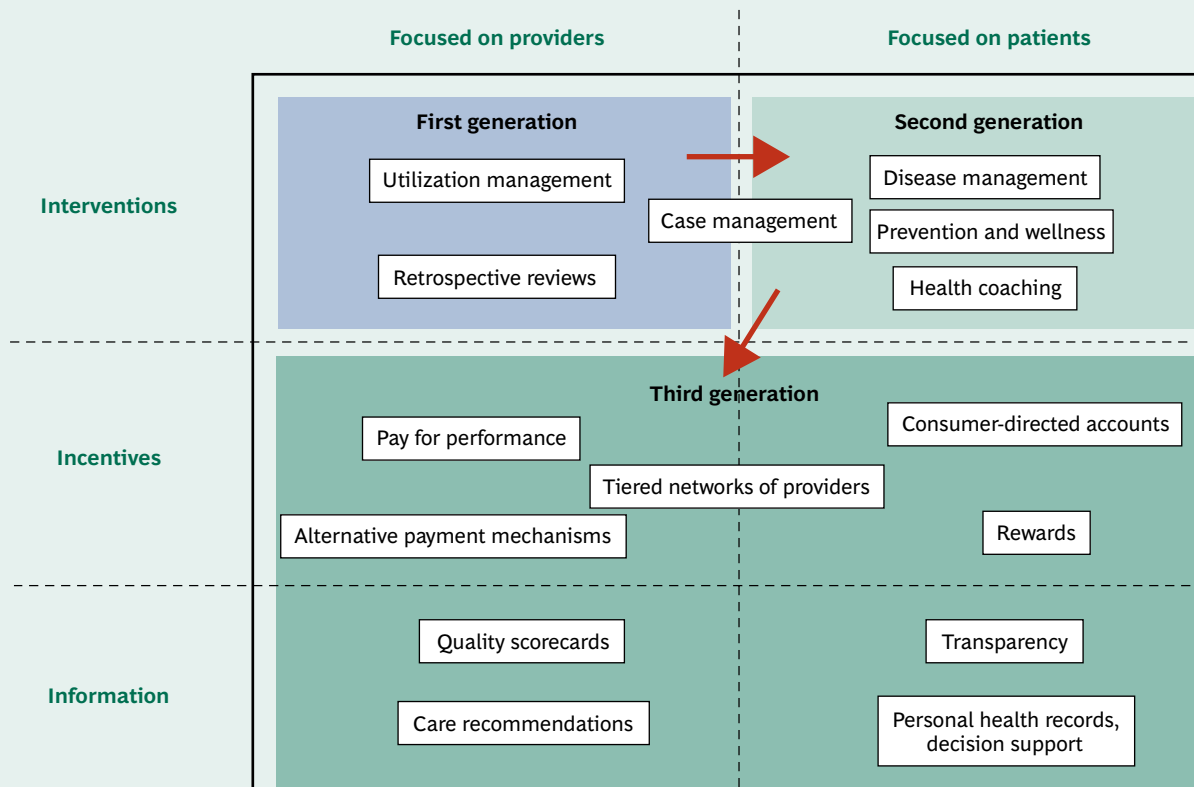 Focused on providers
Focused on patients
First generation
Second generation
Interventions
Utilization management
Disease management
Case management
Prevention and wellness
Retrospective reviews
Health coaching
Third generation
Incentives
Pay for performance
Consumer-directed accounts
Tiered networks of providers
Alternative payment mechanisms
Rewards
Information
Quality scorecards
Transparency
Care recommendations
Personal health records,
decision support